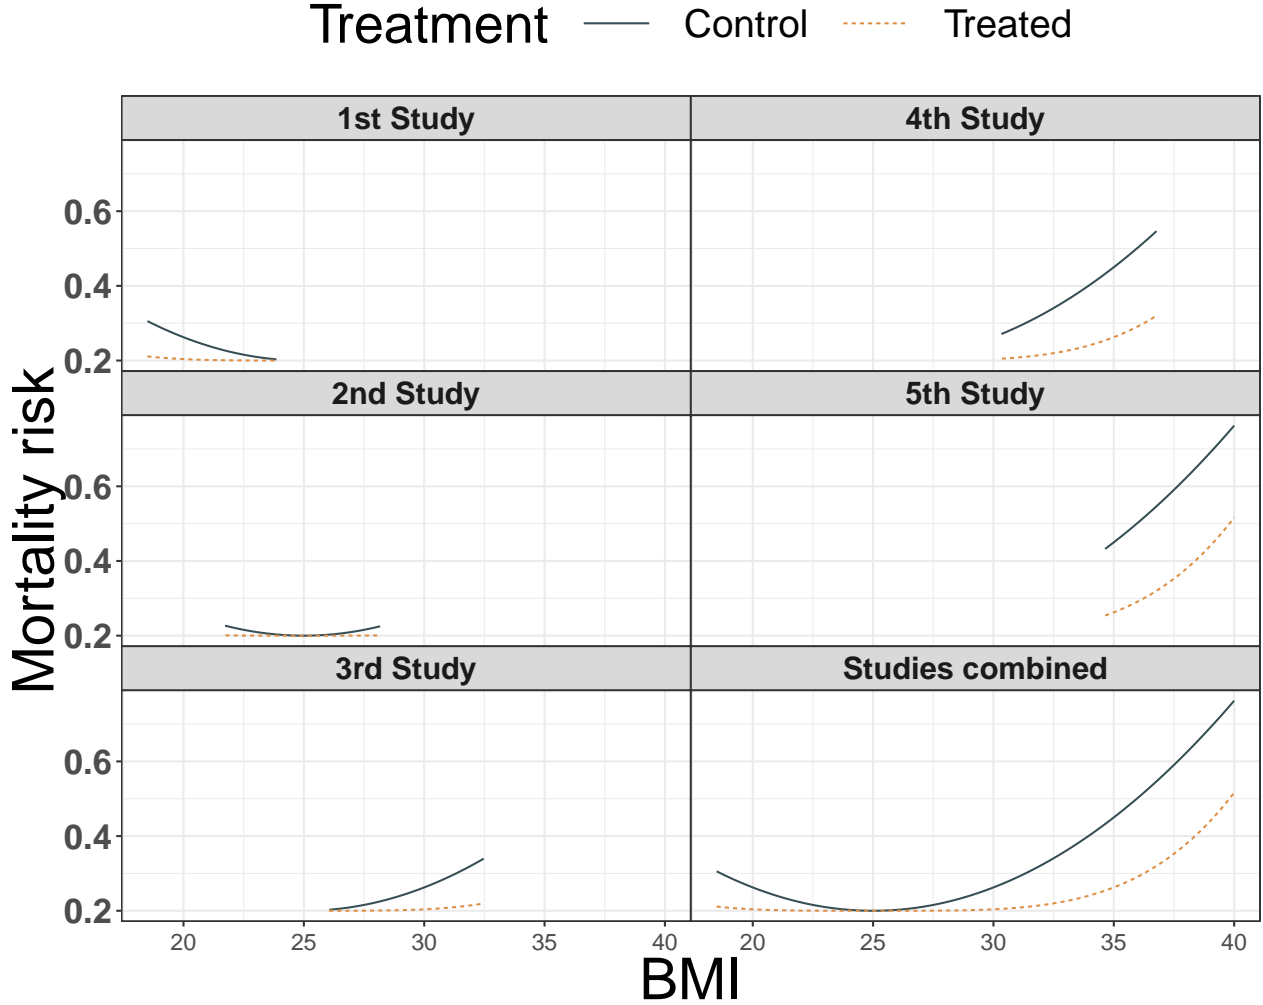 Treatment Control Treated
1st Study 4th Study
0.6
0.4
0.2
2nd Study 5th Study
0.6
0.4
0.2
3rd Study Studies combined
0.6
0.4
0.2
20 25 30 35 40 20 25 30 35 40
Mortality risk
BMI